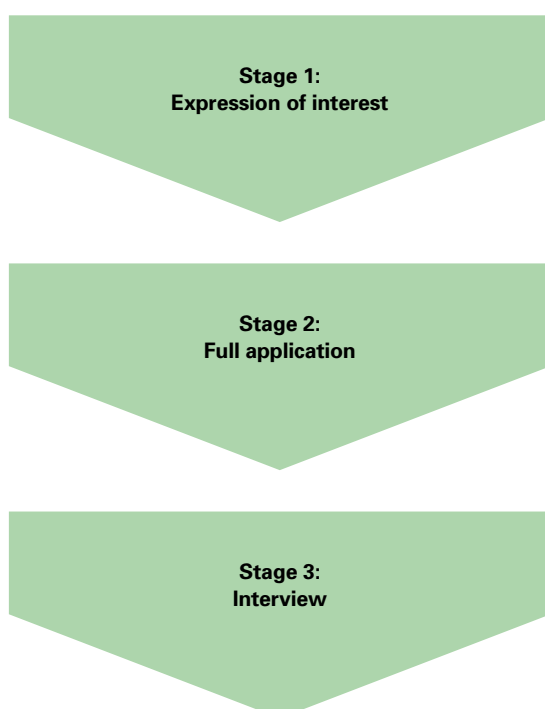 Stage 1:
Expression of interest
Stage 2:
Full application
Stage 3:
Interview